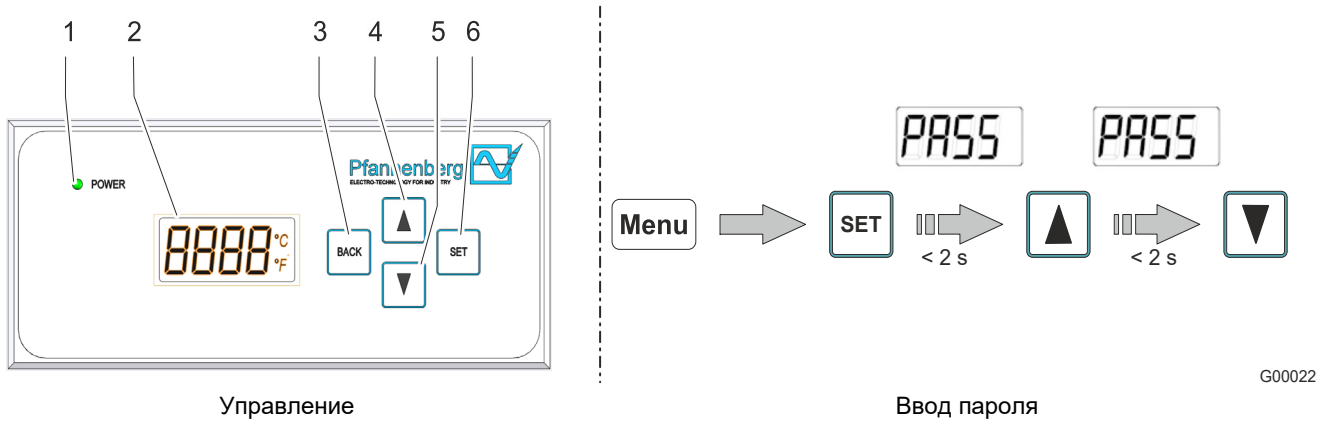 1 2 3 4 5 6
POWER
Pfannenberg
ELECTRO-TECHNOLOGY FOR INDUSTRY
8888 °C
°F
BACK
SET
PASS PASS
Menu
SET
< 2 s < 2 s
G00022
Управление
Ввод пароля